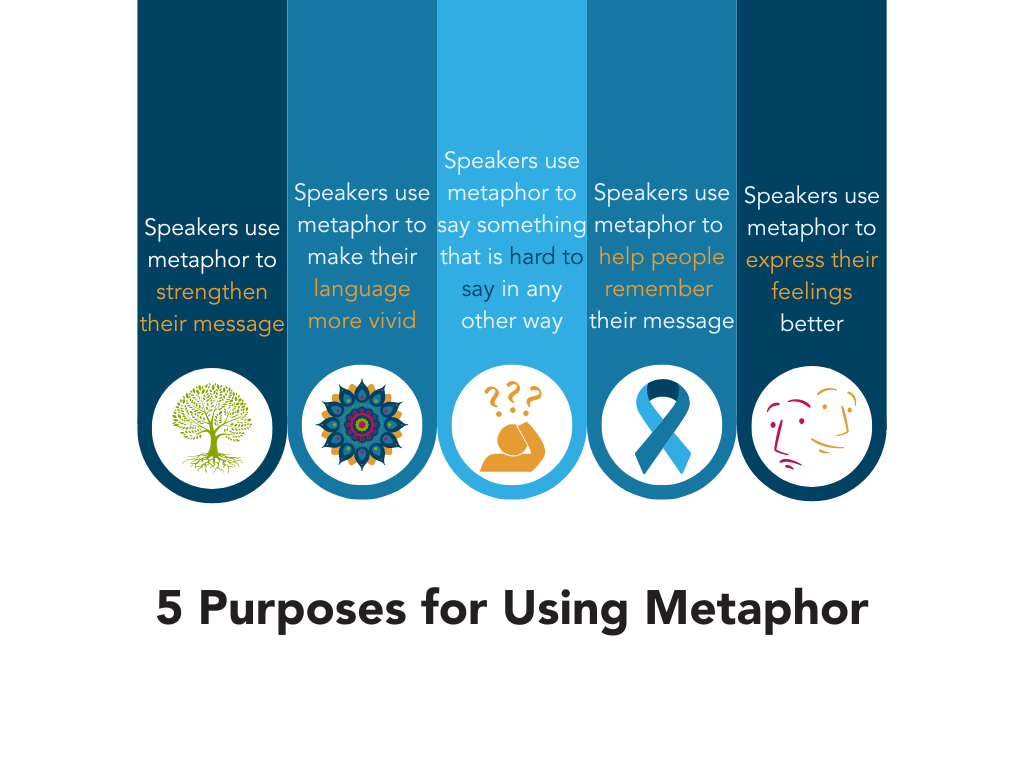 Speakers use
metaphor to
strengthen
their message
Speakers use
metaphor to
make their
language
more vivid
Speakers use
metaphor to
say something
that is hard to
say in any
other way
Speakers use
metaphor to
help people
remember
their message
Speakers use
metaphor to
express their
feelings
better
? ? ?
5 Purposes for Using Metaphor